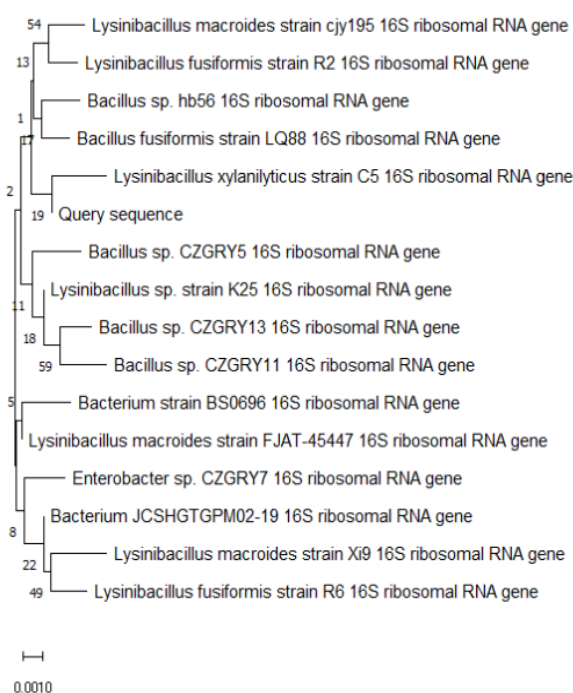 54
Lysinibacillus macroides strain cjy195 16S ribosomal RNA gene
13
Lysinibacillus fusiformis strain R2 16S ribosomal RNA gene
Bacillus sp. hb56 16S ribosomal RNA gene
1
17
Bacillus fusiformis strain LQ88 16S ribosomal RNA gene
Lysinibacillus xylanilyticus strain C5 16S ribosomal RNA gene
2
19
Query sequence
Bacillus sp. CZGRY5 16S ribosomal RNA gene
Lysinibacillus sp. strain K25 16S ribosomal RNA gene
11
Bacillus sp. CZGRY13 16S ribosomal RNA gene
18
59
Bacillus sp. CZGRY11 16S ribosomal RNA gene
5
Bacterium strain BS0696 16S ribosomal RNA gene
Lysinibacillus macroides strain FJAT-45447 16S ribosomal RNA gene
Enterobacter sp. CZGRY7 16S ribosomal RNA gene
Bacterium JCSHGTGPM02-19 16S ribosomal RNA gene
8
Lysinibacillus macroides strain Xi9 16S ribosomal RNA gene
22
49
Lysinibacillus fusiformis strain R6 16S ribosomal RNA gene
0.0010